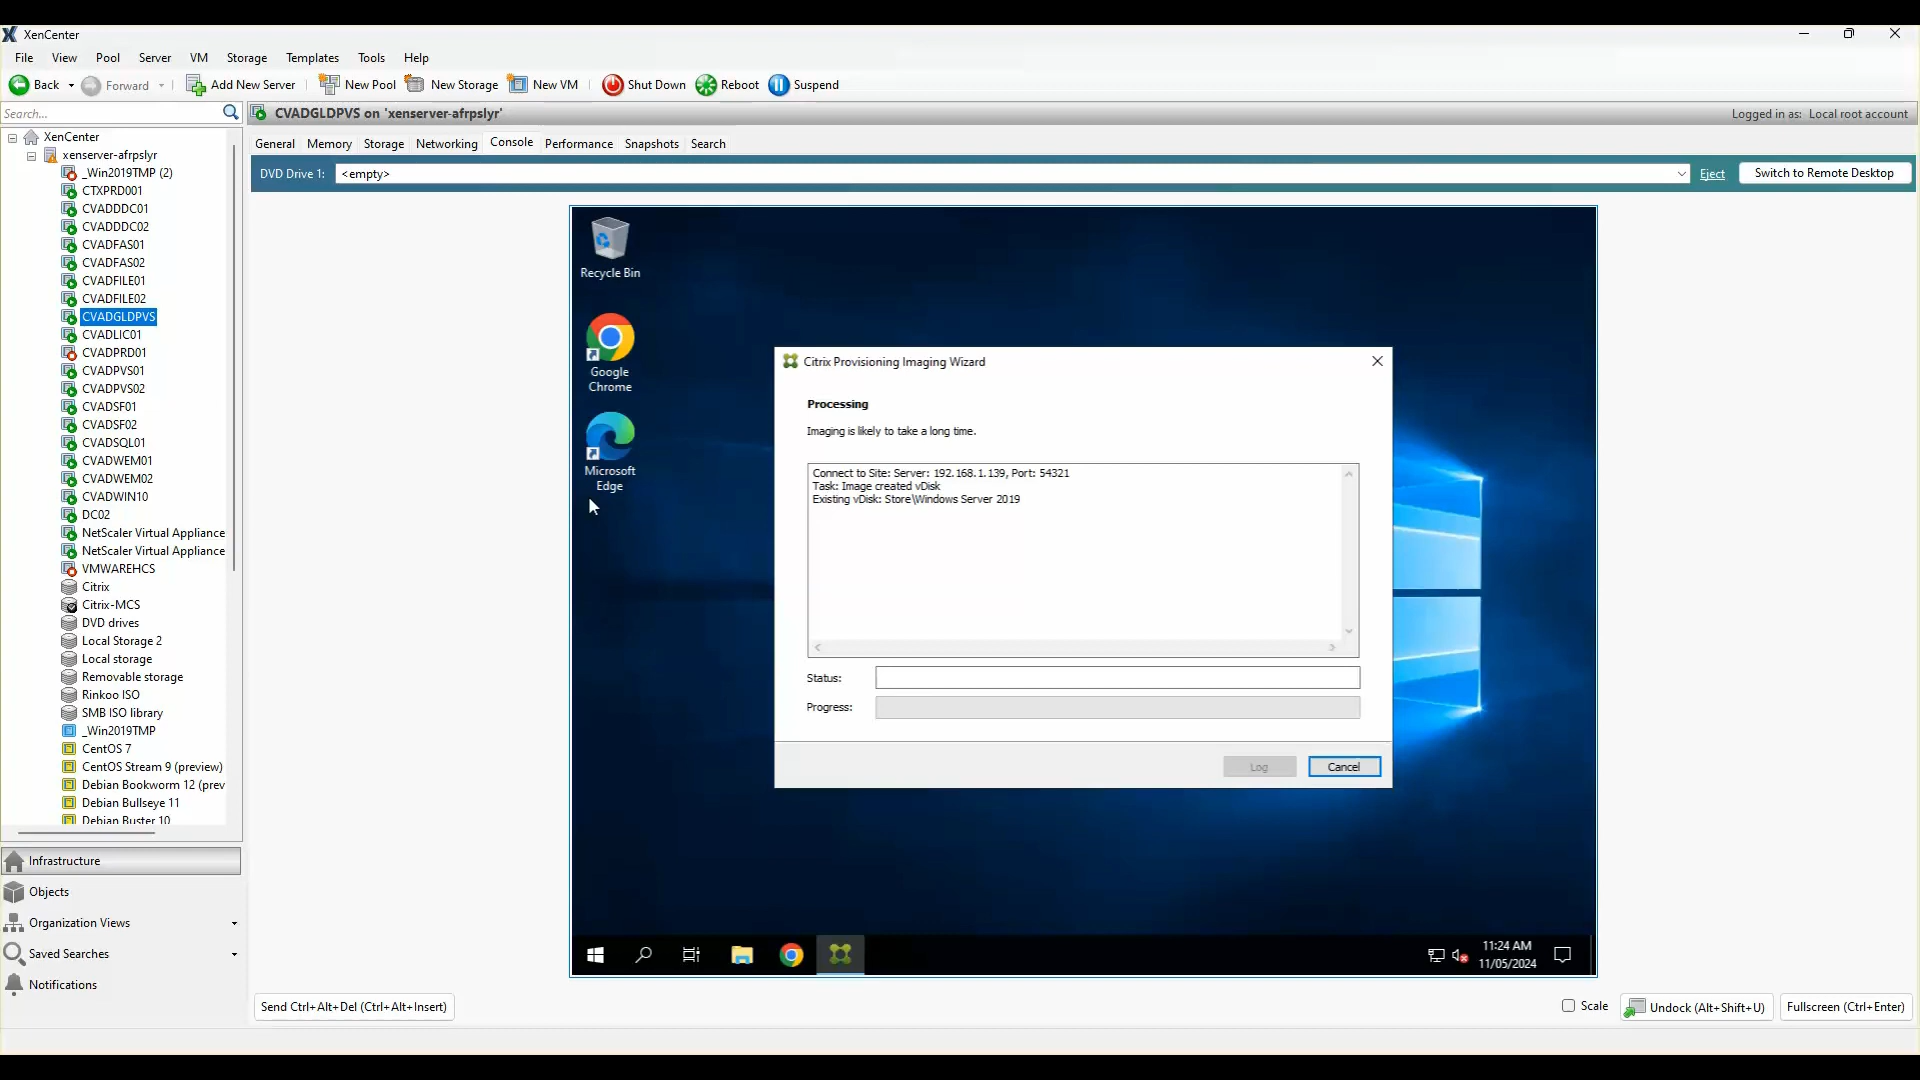 XenCenter
File View Pool Server VM Storage Templates Tools Help
Back Forward Add New Server New Pool New Storage New VM Shut Down Reboot Suspend
Search...
CVADGLDPVS on 'xenserver-afrpslyr'
Logged in as: Local root account
XenCenter
xenserver-afrpslyr
_Win2019TMP (2)
CTXPRD001
CVADDDC01
CVADDDC02
CVADFAS01
CVADFAS02
CVADFILE01
CVADFILE02
CVADGLDPVS
CVADLIC01
CVADPRD01
CVADPVS01
CVADPVS02
CVADSF01
CVADSF02
CVADSQL01
CVADWEM01
CVADWEM02
CVADWIN10
DC02
NetScaler Virtual Appliance
NetScaler Virtual Appliance
VMWAREHCS
Citrix
Citrix-MCS
DVD drives
Local Storage 2
Local storage
Removable storage
Rinkoo ISO
SMB ISO library
_Win2019TMP
CentOS 7
CentOS Stream 9 (preview)
Debian Bookworm 12 (prev
Debian Bullseye 11
Debian Buster 10
Infrastructure
Objects
Organization Views
Saved Searches
Notifications
General Memory Storage Networking Console Performance Snapshots Search
DVD Drive 1: <empty> Eject Switch to Remote Desktop
Recycle Bin
Google
Chrome
Microsoft
Edge
Citrix Provisioning Imaging Wizard
Processing
Imaging is likely to take a long time.
Connect to Site: Server: 192.168.1.139, Port: 54321
Task: Image created vDisk
Existing vDisk: Store\Windows Server 2019
Status:
Progress:
Log Cancel
11:24 AM
11/05/2024
Send Ctrl+Alt+Del (Ctrl+Alt+Insert)
Scale Undock (Alt+Shift+U) Fullscreen (Ctrl+Enter)